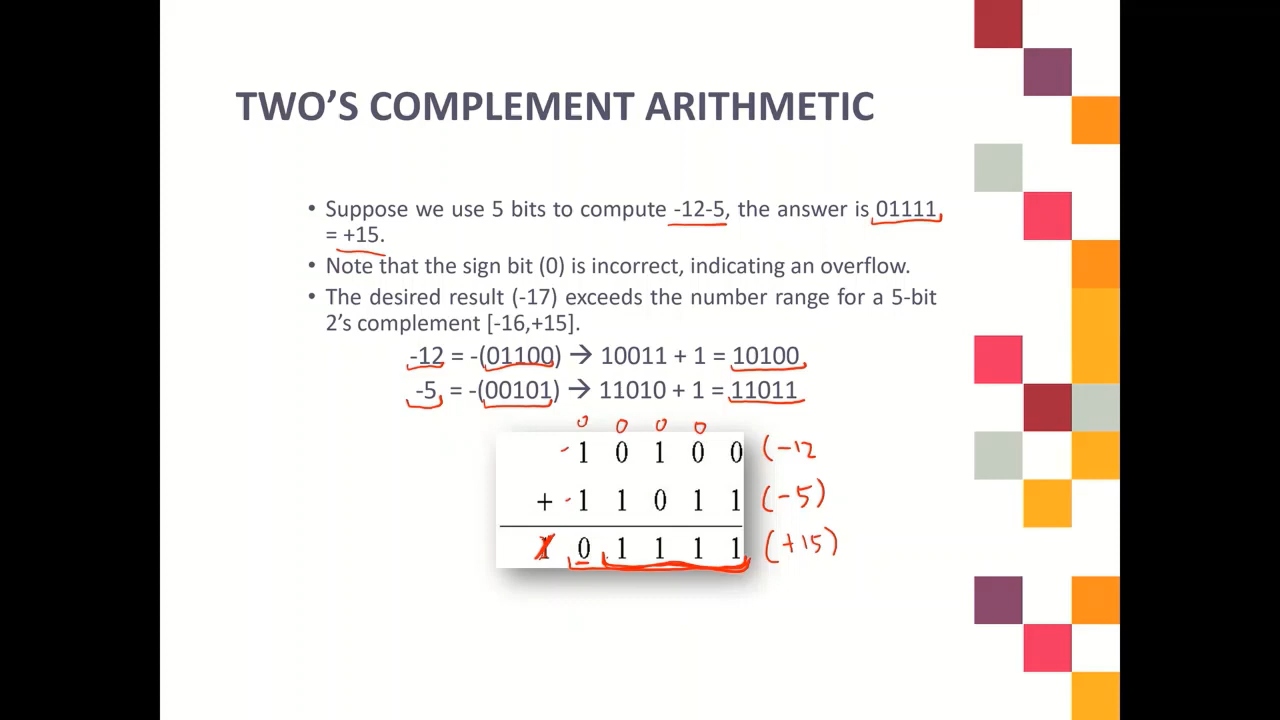 TWO'S COMPLEMENT ARITHMETIC
• Suppose we use 5 bits to compute -12-5, the answer is 01111
= +15.
• Note that the sign bit (0) is incorrect, indicating an overflow.
• The desired result (-17) exceeds the number range for a 5-bit
2's complement [-16,+15].
-12 = -(01100) → 10011 + 1 = 10100
-5 = -(00101) → 11010 + 1 = 11011
0 0 0 0
- 1 0 1 0 0 (-12
+ - 1 1 0 1 1 (-5)
1 0 1 1 1 1 (+15)